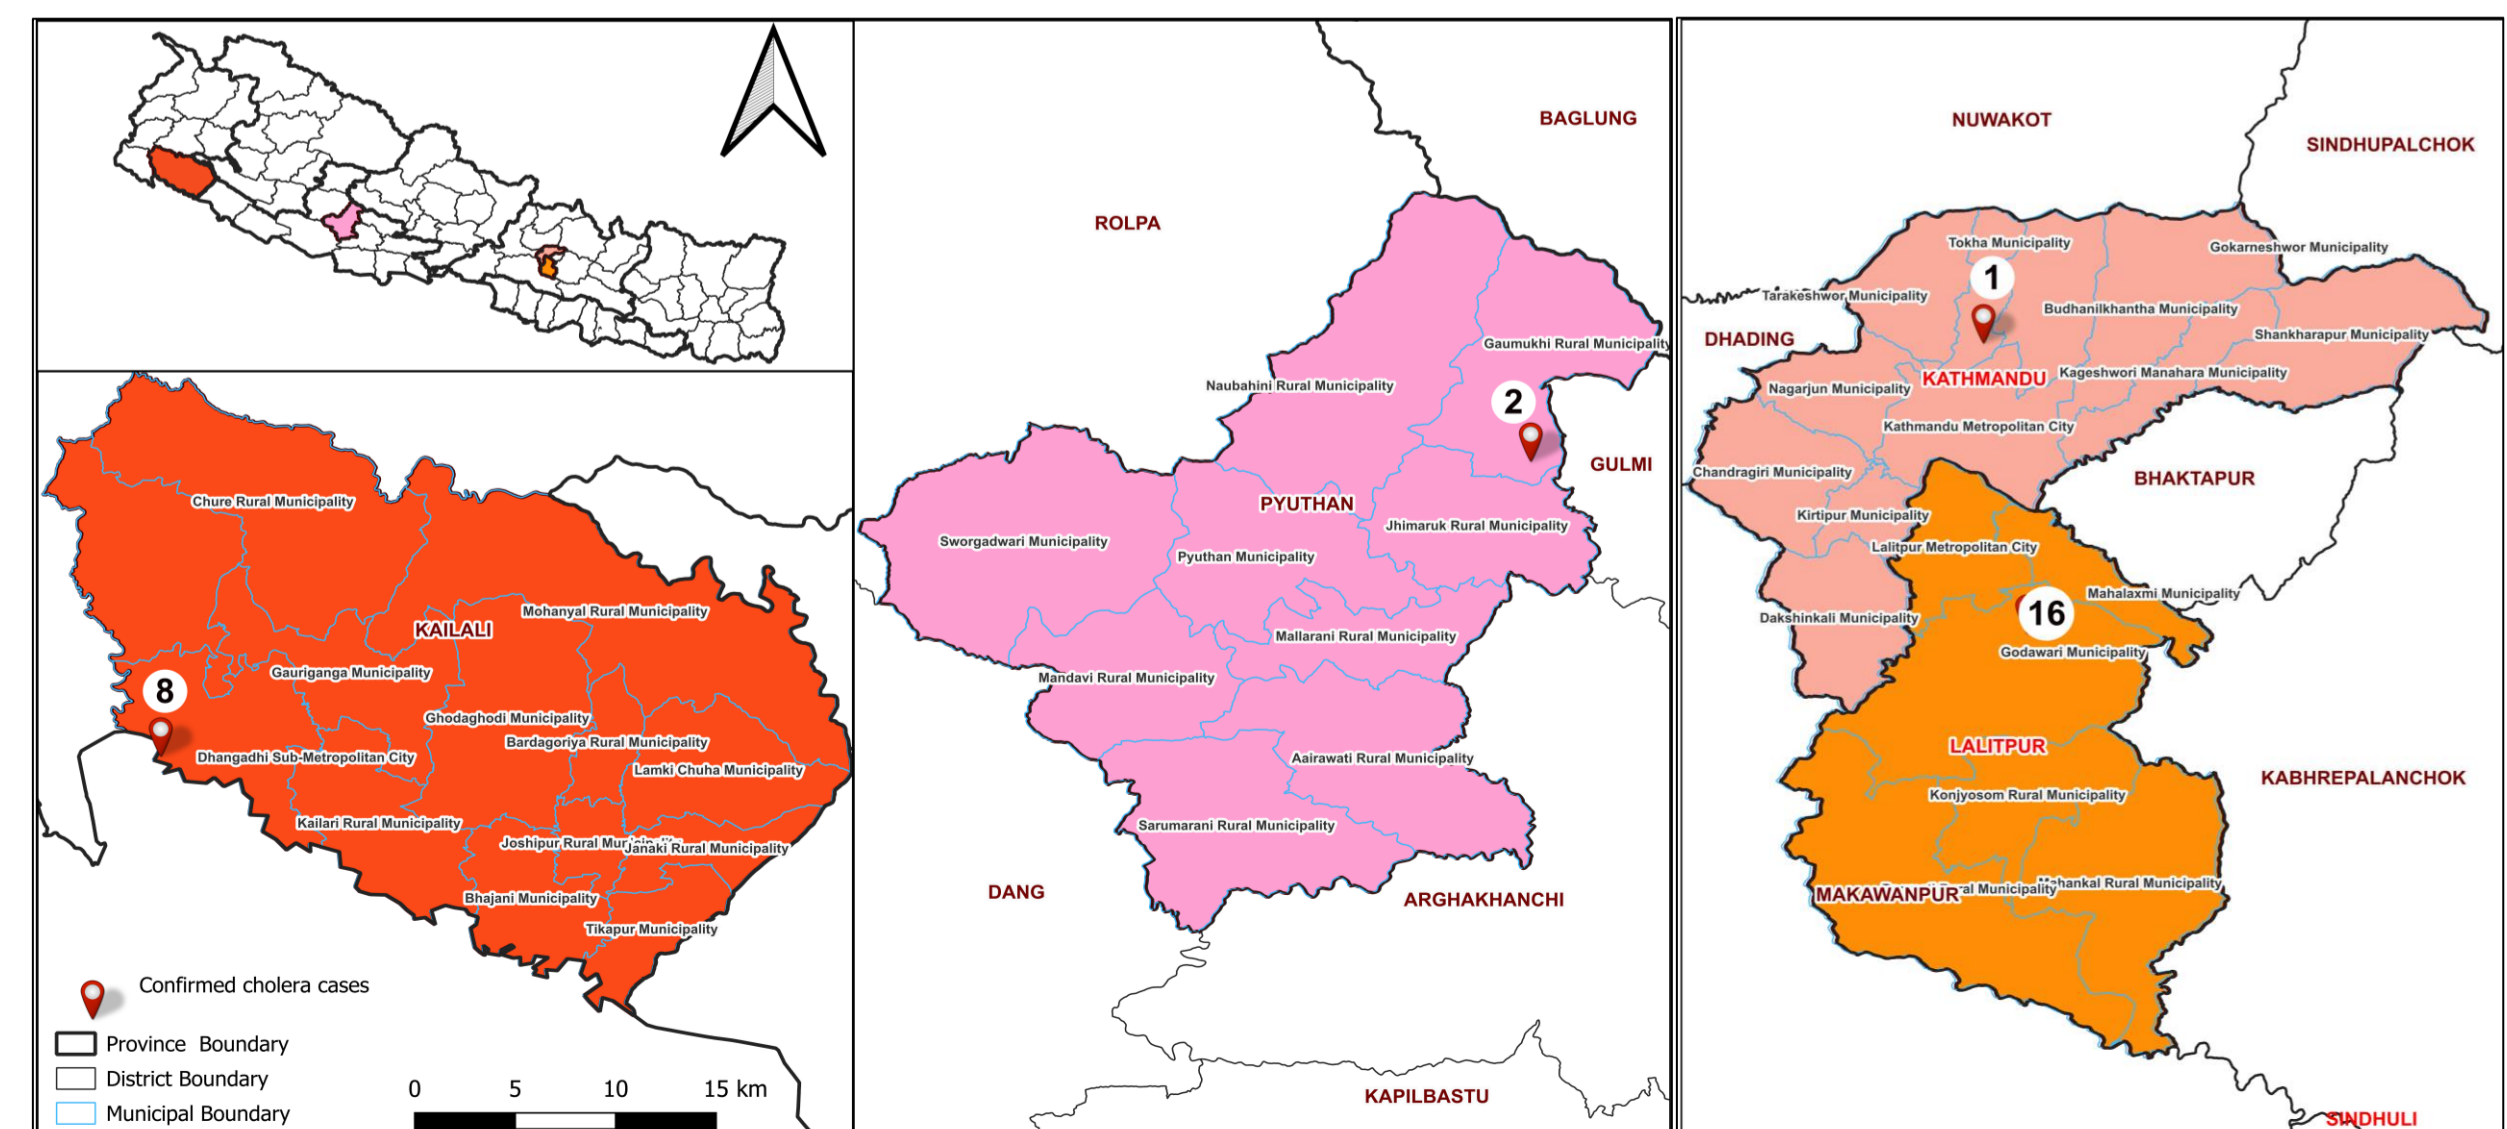 Chure Rural Municipality
Mohanyal Rural Municipality
KAILALI
Gauriganga Municipality
8
Ghodaghodi Municipality
Bardagoriya Rural Municipality
Dhangadhi Sub-Metropolitan City
Lamki Chuha Municipality
Kailari Rural Municipality
Joshipur Rural
Janaki Rural Municipality
Bhajani Municipality
Tikapur Municipality
Confirmed cholera cases
Province Boundary
District Boundary
Municipal Boundary
0 5 10 15 km
BAGLUNG
ROLPA
Gaumukhi Rural Municipality
Naubahini Rural Municipality
2
GULMI
PYUTHAN
Jhimaruk Rural Municipality
Sworgadwari Municipality
Pyuthan Municipality
Mallarani Rural Municipality
Mandavi Rural Municipality
Aairawati Rural Municipality
Sarumarani Rural Municipality
DANG
ARGHAKHANCHI
KAPILBASTU
NUWAKOT
SINDHUPALCHOK
Tokha Municipality
Gokarneshwor Municipality
1
Tarakeshwor Municipality
Budhanilkhantha Municipality
DHADING
Shankharapur Municipality
KATHMANDU
Kageshwori Manahara Municipality
Nagarjun Municipality
Kathmandu Metropolitan City
Chandragiri Municipality
BHAKTAPUR
Kirtipur Municipality
Lalitpur Metropolitan City
Mahalaxmi Municipality
16
Dakshinkali Municipality
Godawari Municipality
LALITPUR
KABHREPALANCHOK
Konjyosom Rural Municipality
MAKAWANPUR
Municipality
Rural Municipality
SINDHULI